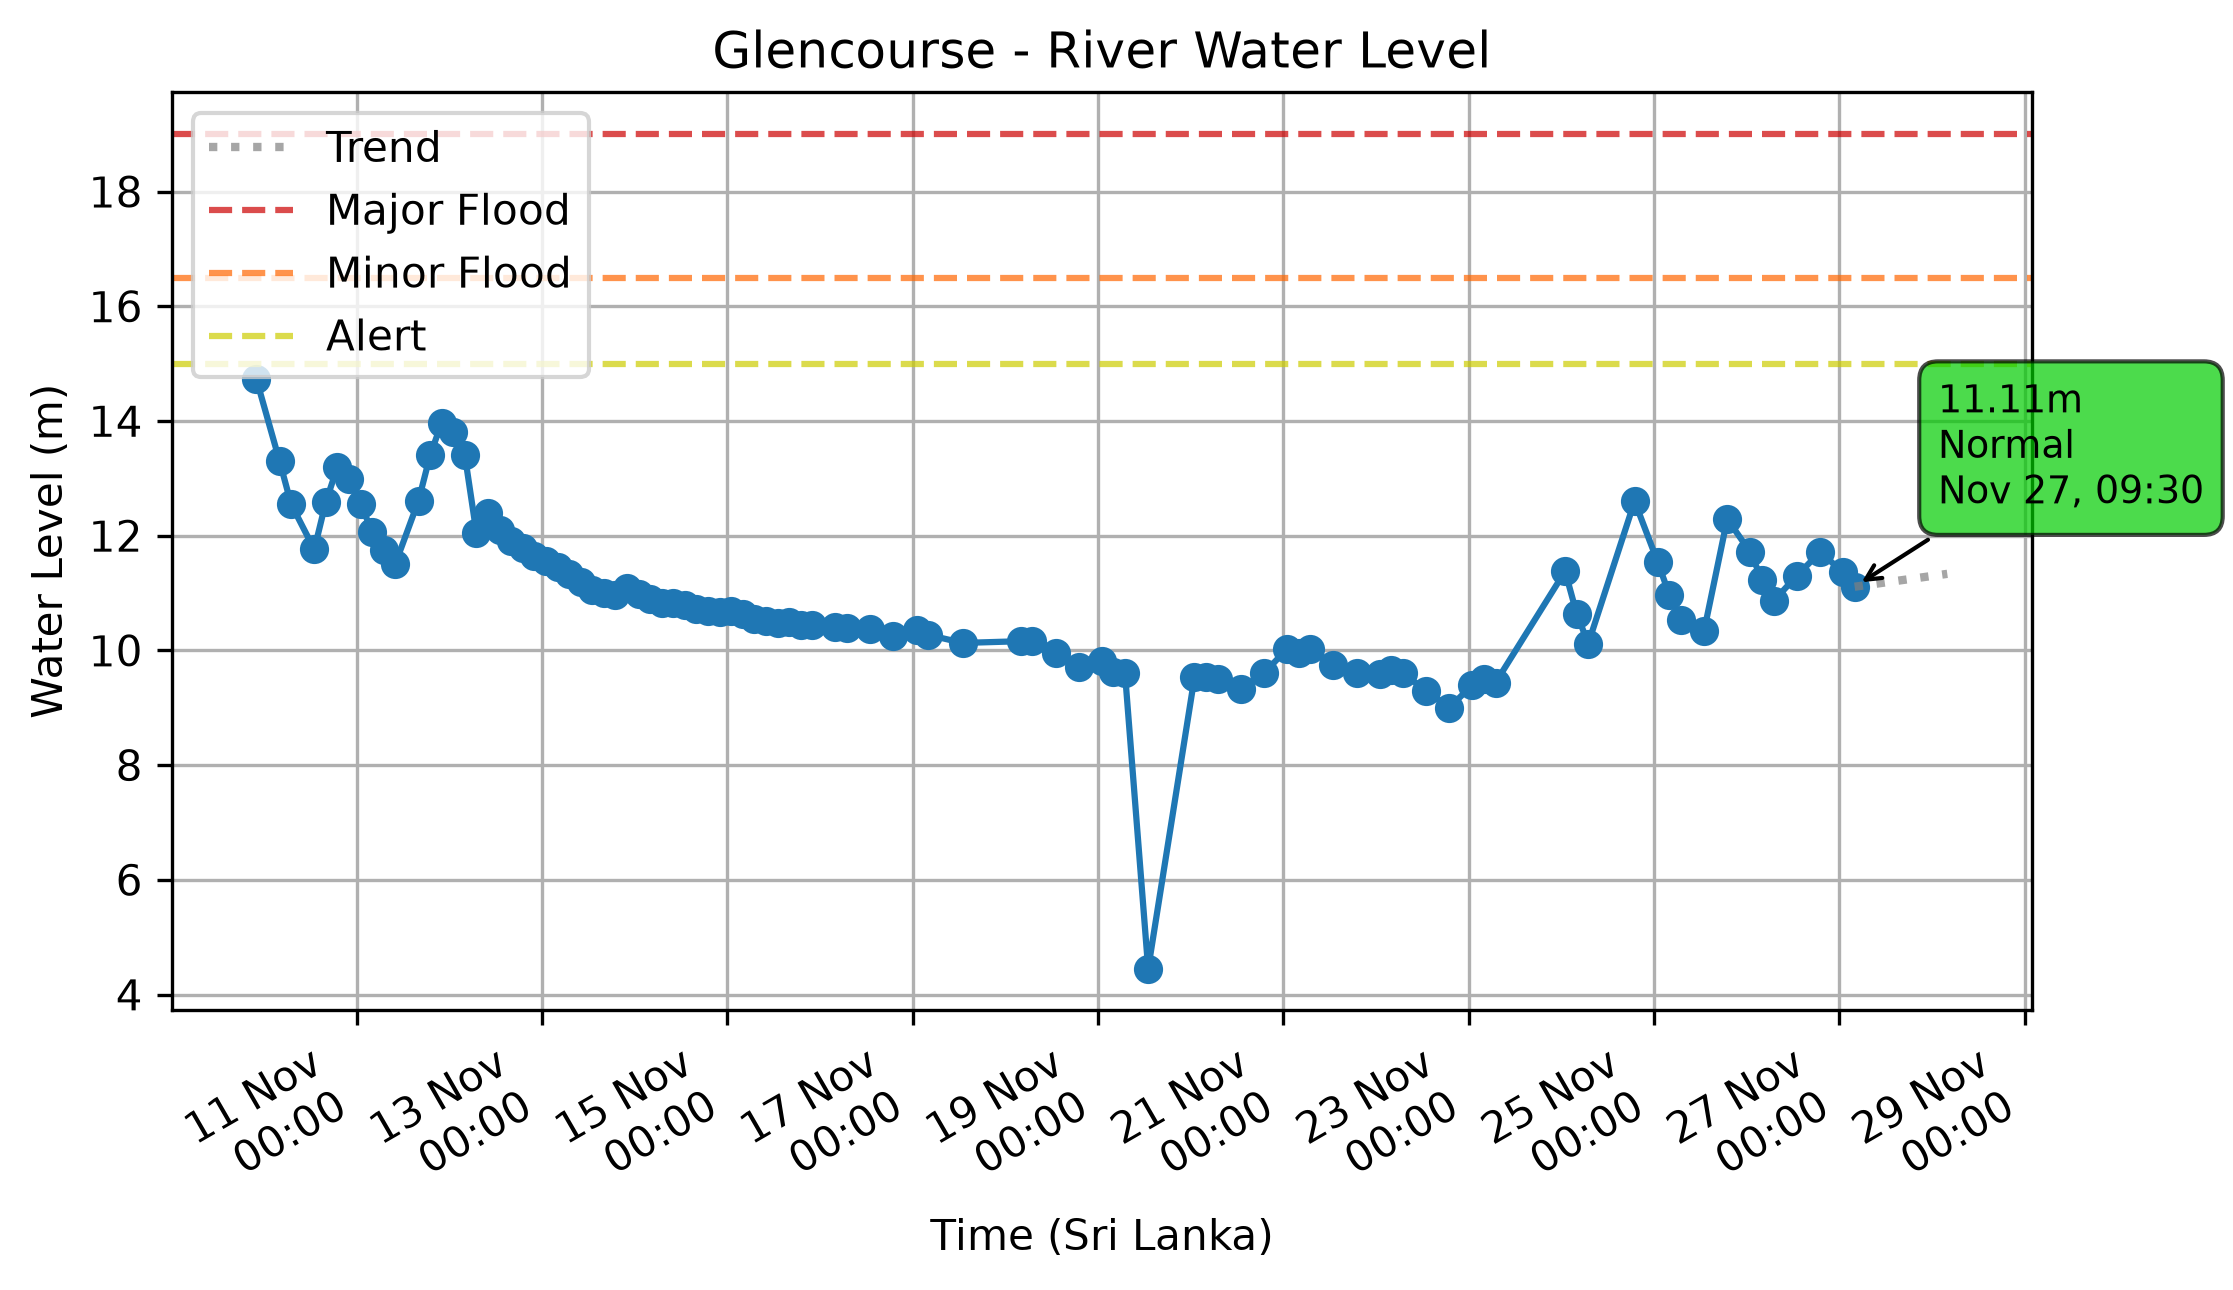 Glencourse - River Water Level
Trend
Major Flood
Minor Flood
Alert
11.11m
Normal
Nov 27, 09:30
Water Level (m)
18
16
14
12
10
8
6
4
11 Nov
00:00
13 Nov
00:00
15 Nov
00:00
17 Nov
00:00
19 Nov
00:00
21 Nov
00:00
23 Nov
00:00
25 Nov
00:00
27 Nov
00:00
29 Nov
00:00
Time (Sri Lanka)